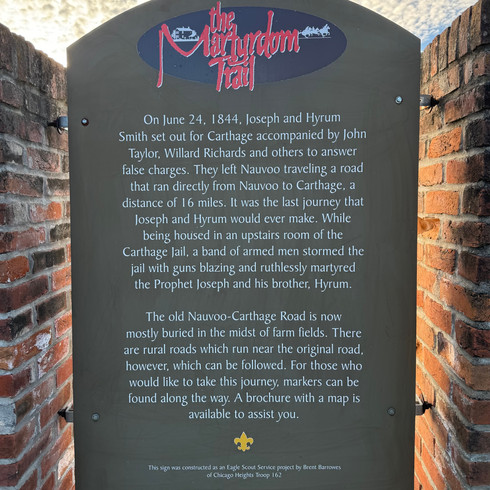 the
Martyrdom
Trail
On June 24, 1844, Joseph and Hyrum
Smith set out for Carthage accompanied by John
Taylor, Willard Richards and others to answer
false charges. They left Nauvoo traveling a road
that ran directly from Nauvoo to Carthage, a
distance of 16 miles. It was the last journey that
Joseph and Hyrum would ever make. While
being housed in an upstairs room of the
Carthage Jail, a band of armed men stormed the
jail with guns blazing and ruthlessly martyred
the Prophet Joseph and his brother, Hyrum.
The old Nauvoo-Carthage Road is now
mostly buried in the midst of farm fields. There
are rural roads which run near the original road,
however, which can be followed. For those who
would like to take this journey, markers can be
found along the way. A brochure with a map is
available to assist you.
This sign was constructed as an Eagle Scout Service project by Brent Barrowes
of Chicago Heights Troop 162